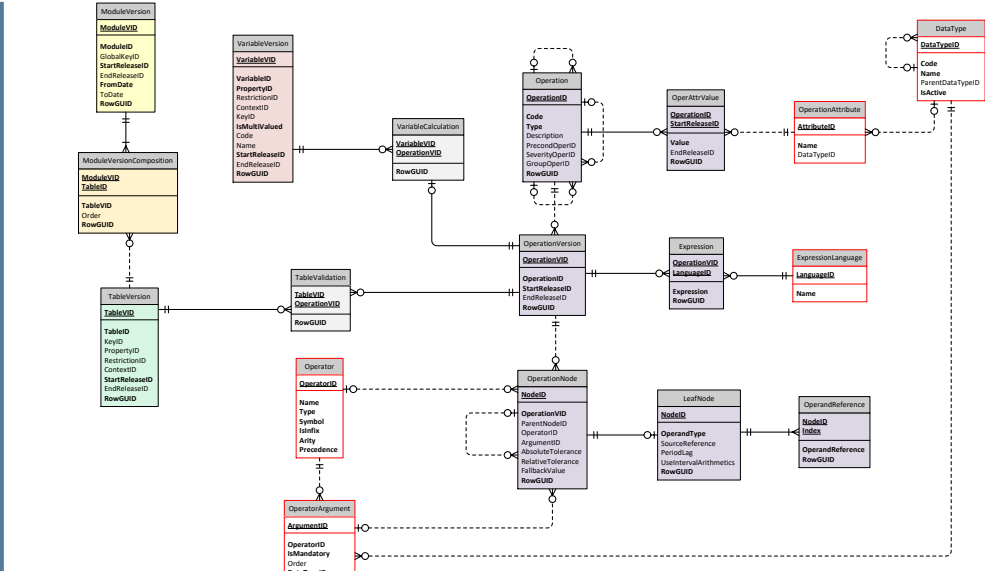 ModuleVersion
ModuleVID
ModuleID
GlobalKeyID
StartReleaseID
EndReleaseID
FromDate
ToDate
RowGUID
VariableVersion
VariableVID
VariableID
PropertyID
RestrictionID
ContextID
KeyID
IsMultiValued
Code
Name
StartReleaseID
EndReleaseID
RowGUID
Operation
OperationID
Code
Type
Description
PrecondOperID
SeverityOperID
GroupOperID
RowGUID
OperAttrValue
OperationID
StartReleaseID
Value
EndReleaseID
RowGUID
OperationAttribute
AttributeID
Name
DataTypeID
DataType
DataTypeID
Code
Name
ParentDataTypeID
IsActive
ModuleVersionComposition
ModuleVID
TableID
TableVID
Order
RowGUID
VariableCalculation
VariableVID
OperationVID
RowGUID
OperationVersion
OperationVID
OperationID
StartReleaseID
EndReleaseID
RowGUID
Expression
OperationVID
LanguageID
Expression
RowGUID
ExpressionLanguage
LanguageID
Name
TableVersion
TableVID
TableID
KeyID
PropertyID
RestrictionID
ContextID
StartReleaseID
EndReleaseID
RowGUID
TableValidation
TableVID
OperationVID
RowGUID
Operator
OperatorID
Name
Type
Symbol
IsInfix
Arity
Precedence
OperationNode
NodeID
OperationVID
ParentNodeID
OperatorID
ArgumentID
AbsoluteTolerance
RelativeTolerance
FallbackValue
RowGUID
LeafNode
NodeID
OperandType
SourceReference
PeriodLag
UseIntervalArithmetics
RowGUID
OperandReference
NodeID
Index
OperandReference
RowGUID
OperatorArgument
ArgumentID
OperatorID
IsMandatory
Order